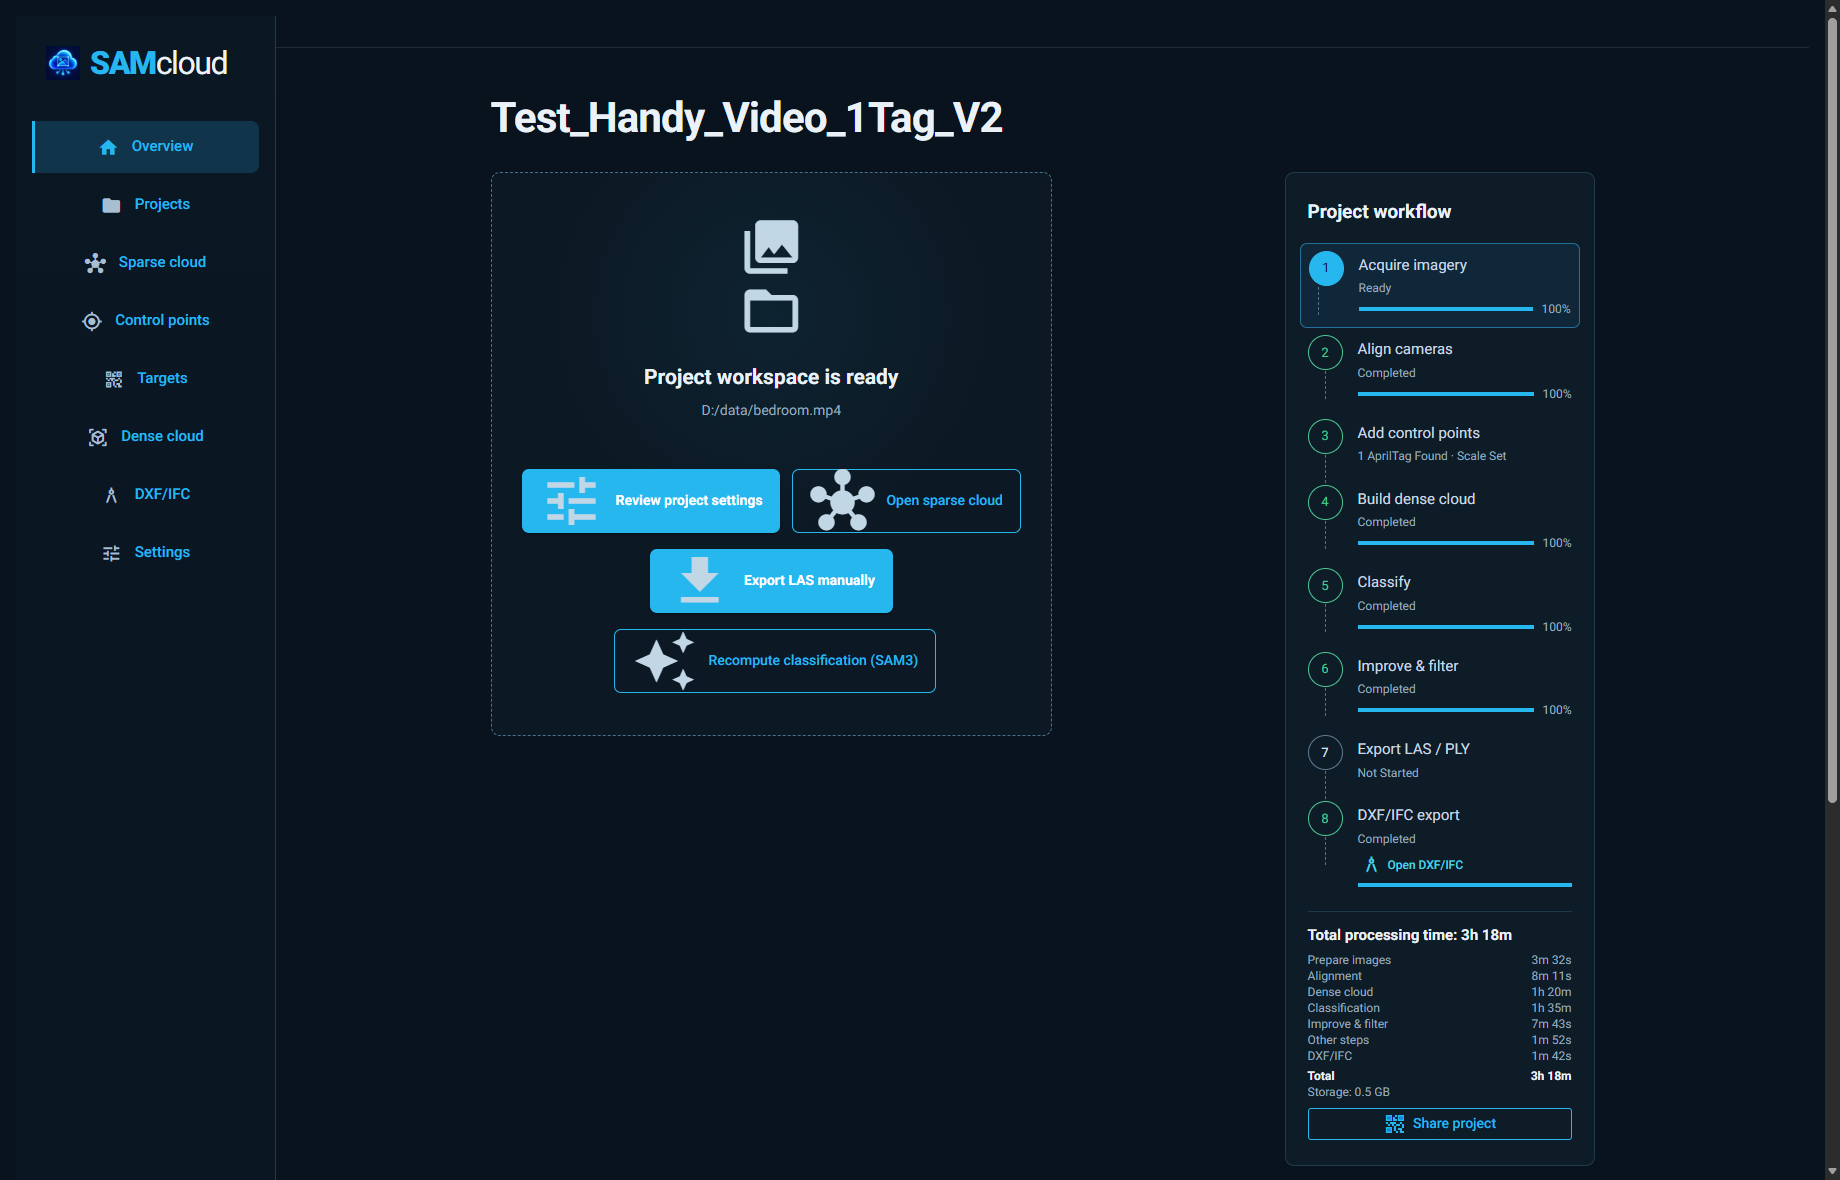 SAMcloud
Overview
Projects
Sparse cloud
Control points
Targets
Dense cloud
DXF/IFC
Settings
Test_Handy_Video_1Tag_V2
Project workspace is ready
D:/data/bedroom.mp4
Review project settings
Open sparse cloud
Export LAS manually
Recompute classification (SAM3)
Project workflow
1 Acquire imagery
Ready
100%
2 Align cameras
Completed
100%
3 Add control points
1 AprilTag Found · Scale Set
4 Build dense cloud
Completed
100%
5 Classify
Completed
100%
6 Improve & filter
Completed
100%
7 Export LAS / PLY
Not Started
8 DXF/IFC export
Completed
Open DXF/IFC
Total processing time: 3h 18m
Prepare images 3m 32s
Alignment 8m 11s
Dense cloud 1h 20m
Classification 1h 35m
Improve & filter 7m 43s
Other steps 1m 52s
DXF/IFC 1m 42s
Total 3h 18m
Storage: 0.5 GB
Share project